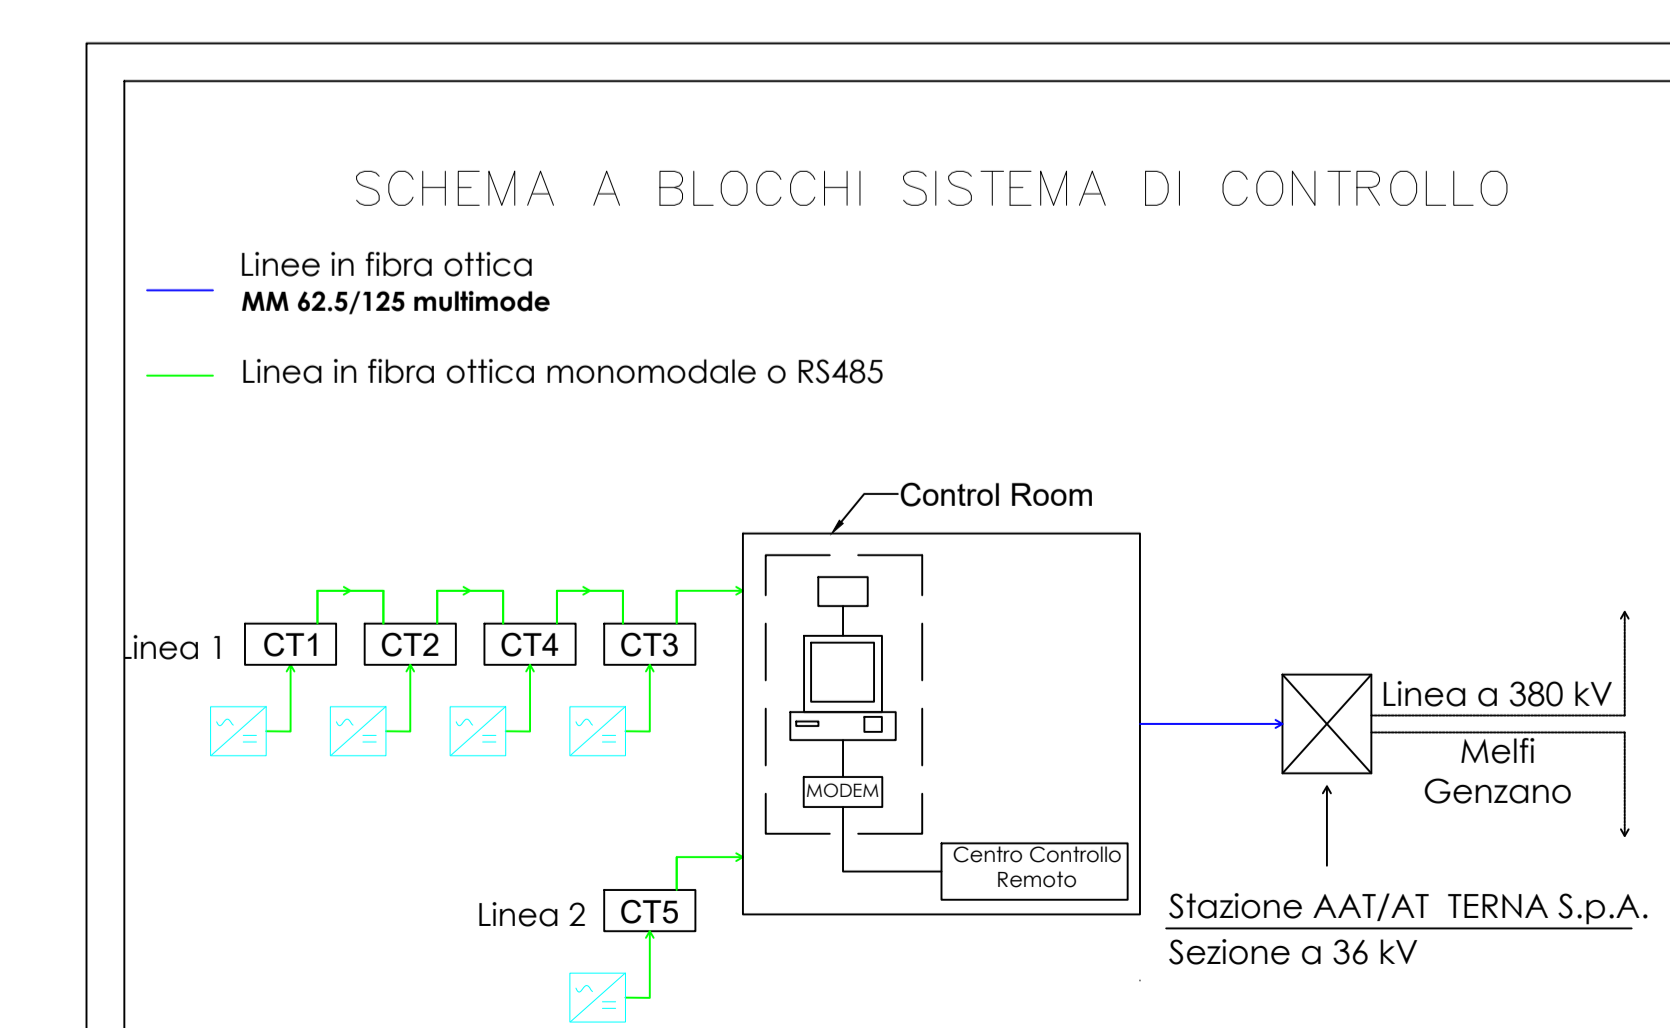 SCHEMA A BLOCCHI SISTEMA DI CONTROLLO
Linee in fibra ottica
MM 62.5/125 multimode
Linea in fibra ottica monomodale o RS485
Control Room
Linea 1
CT1
CT2
CT4
CT3
MODEM
Centro Controllo
Remoto
Linea 2
CT5
Linea a 380 kV
Melfi
Genzano
Stazione AAT/AT TERNA S.p.A.
Sezione a 36 kV